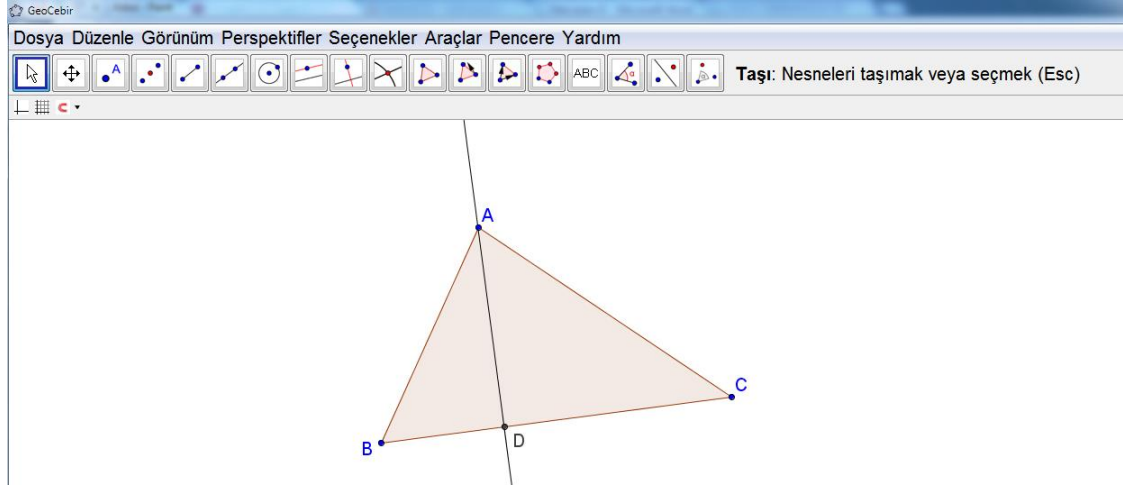 GeoCebir
Dosya Düzenle Görünüm Perspektifler Seçenekler Araçlar Pencere Yardım
A ABC α Taşı: Nesneleri taşımak veya seçmek (Esc)
A
C
D
B